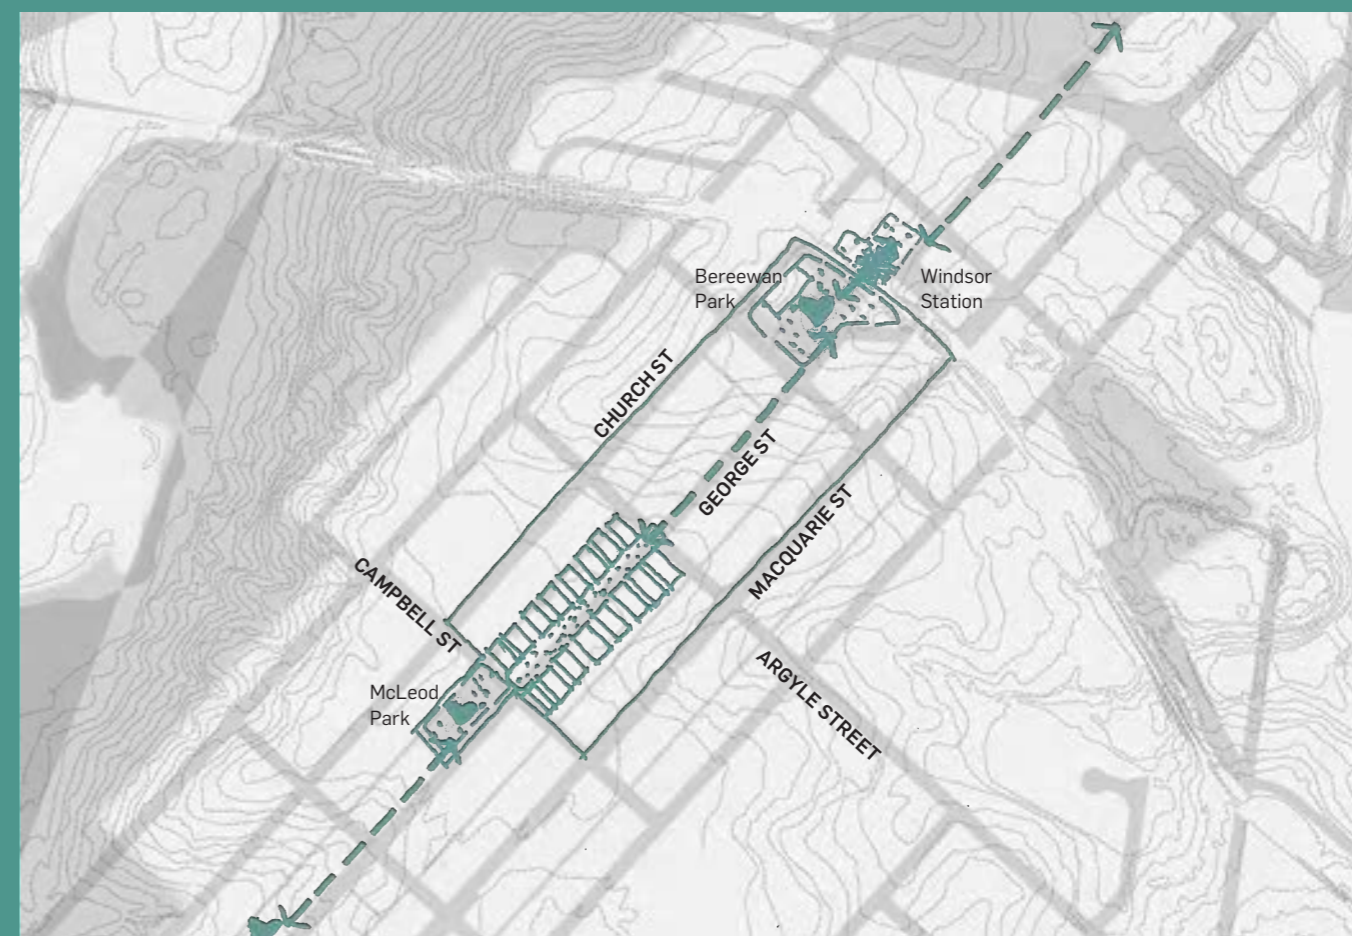 Bereewan
Park
Windsor
Station
CHURCH ST
GEORGE ST
MACQUARIE ST
CAMPBELL ST
McLeod
Park
ARGYLE STREET